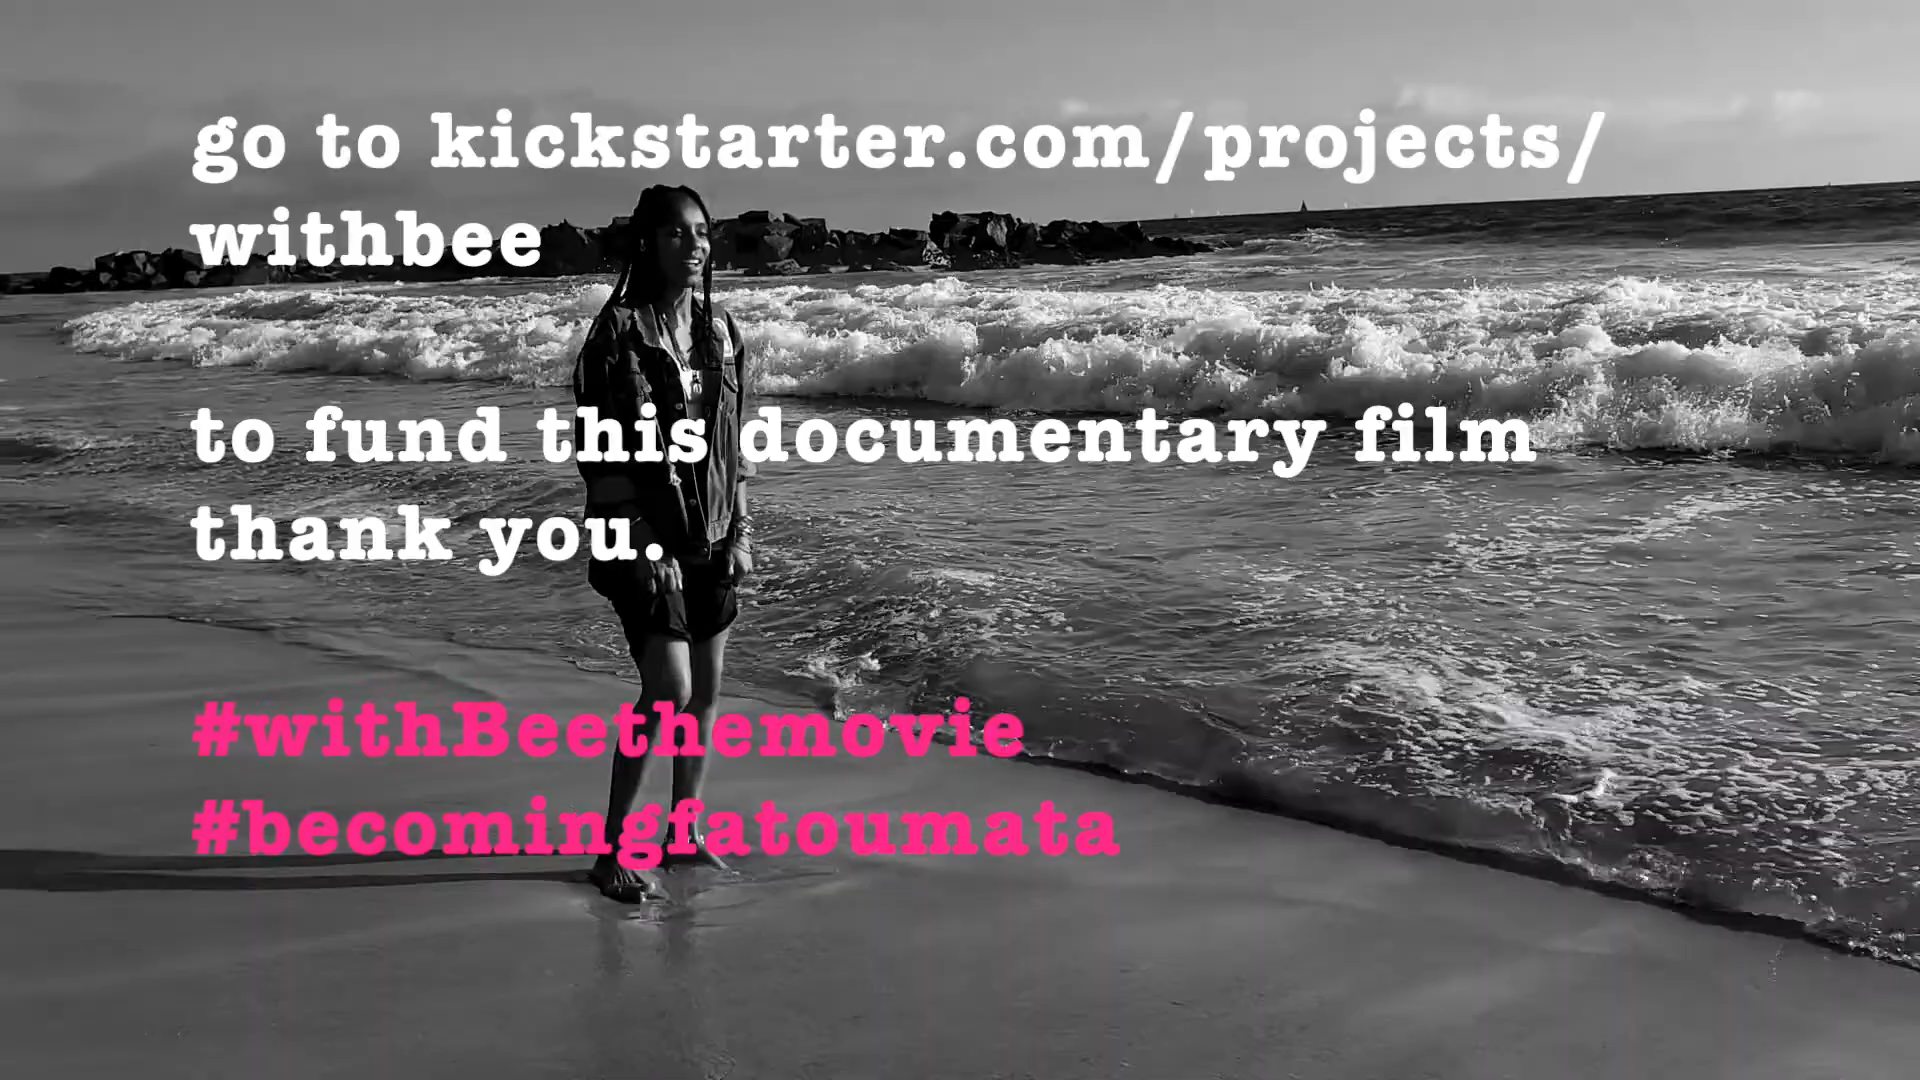 go to kickstarter.com/projects/
withbee
to fund this documentary film
thank you.
#withBeethemovie
#becomingfatoumata